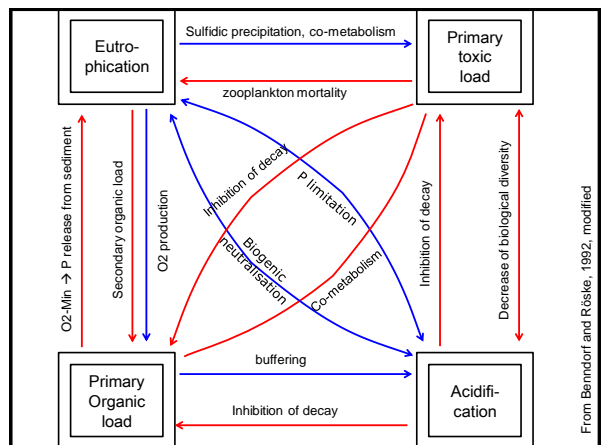 Sulfidic precipitation, co-metabolism
Eutro-
phication
Primary
toxic
load
zooplankton mortality
O2-MIn → P release from sediment
Secondary organic load
O2 production
Inhibition of decay
P limitation
Biogenic
neutralisation
Co-metabolism
Inhibition of decay
Decrease of biological diversity
From Benndorf and Röske, 1992, modified
Primary
Organic
load
buffering
Acidifi-
cation
Inhibition of decay